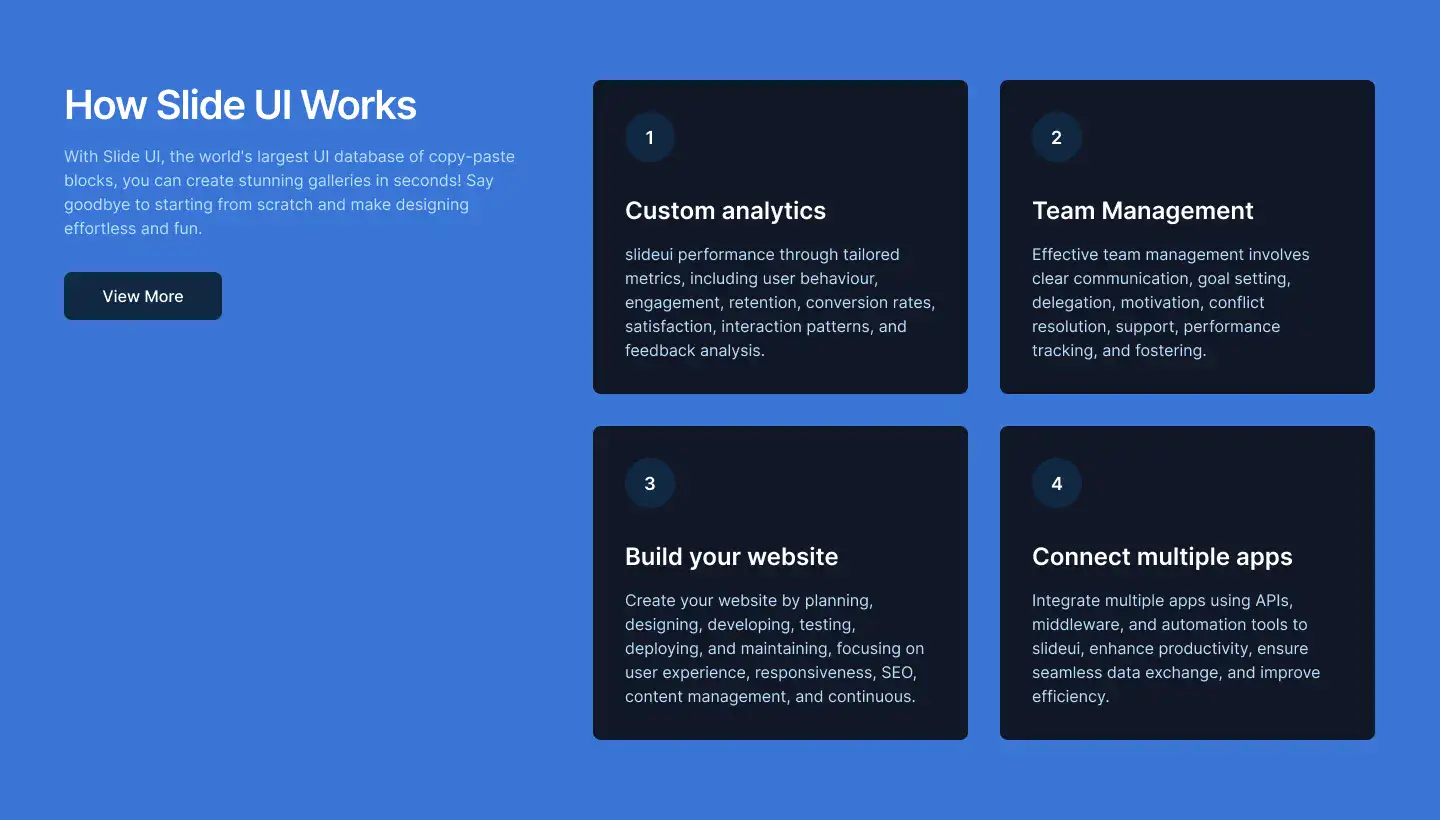 How Slide UI Works
With Slide UI, the world's largest UI database of copy-paste
blocks, you can create stunning galleries in seconds! Say
goodbye to starting from scratch and make designing
effortless and fun.
View More
1
Custom analytics
slideui performance through tailored
metrics, including user behaviour,
engagement, retention, conversion rates,
satisfaction, interaction patterns, and
feedback analysis.
2
Team Management
Effective team management involves
clear communication, goal setting,
delegation, motivation, conflict
resolution, support, performance
tracking, and fostering.
3
Build your website
Create your website by planning,
designing, developing, testing,
deploying, and maintaining, focusing on
user experience, responsiveness, SEO,
content management, and continuous.
4
Connect multiple apps
Integrate multiple apps using APIs,
middleware, and automation tools to
slideui, enhance productivity, ensure
seamless data exchange, and improve
efficiency.